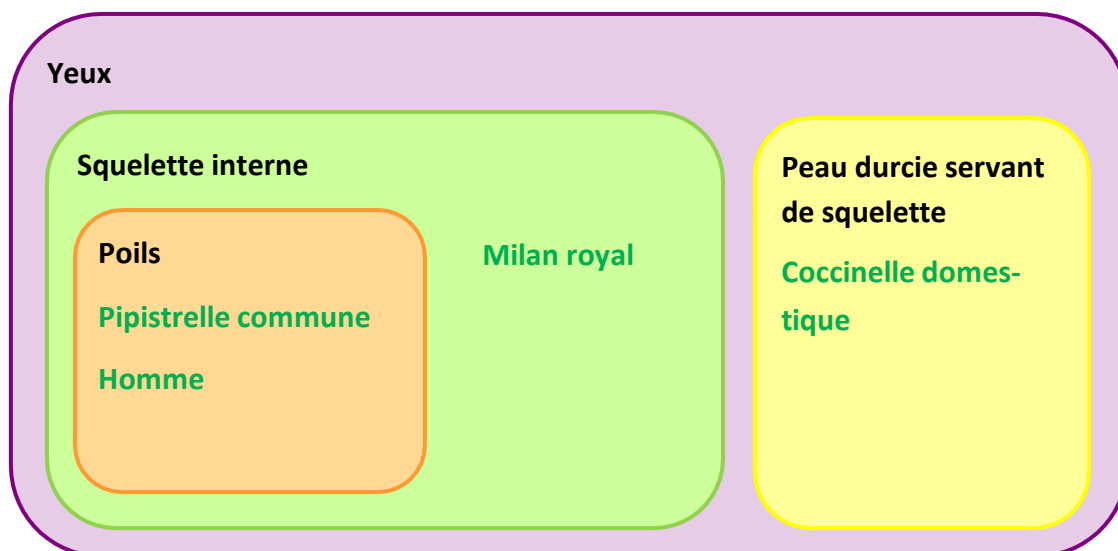 Yeux
Squelette interne
Poils
Pipistrelle commune
Homme
Milan royal
Peau durcie servant
de squelette
Coccinelle domes-
tique